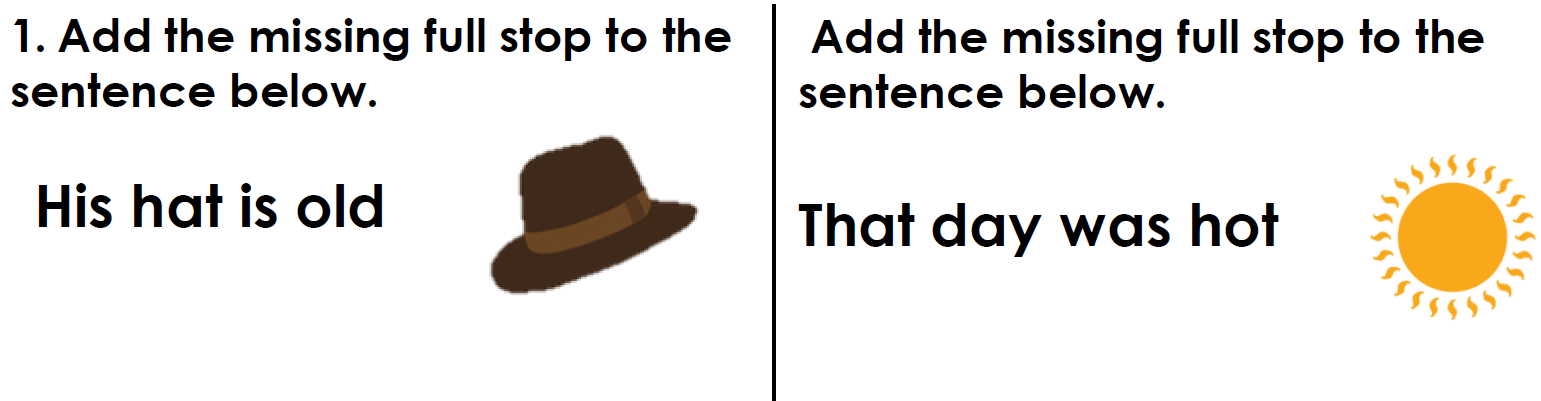 1. Add the missing full stop to the
sentence below.
His hat is old
Add the missing full stop to the
sentence below.
That day was hot